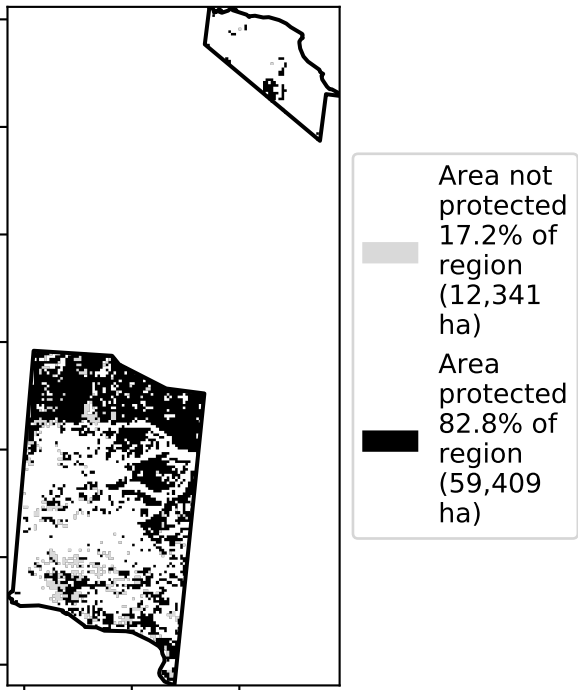 Area not
protected
17.2% of
region
(12,341
ha)
Area
protected
82.8% of
region
(59,409
ha)